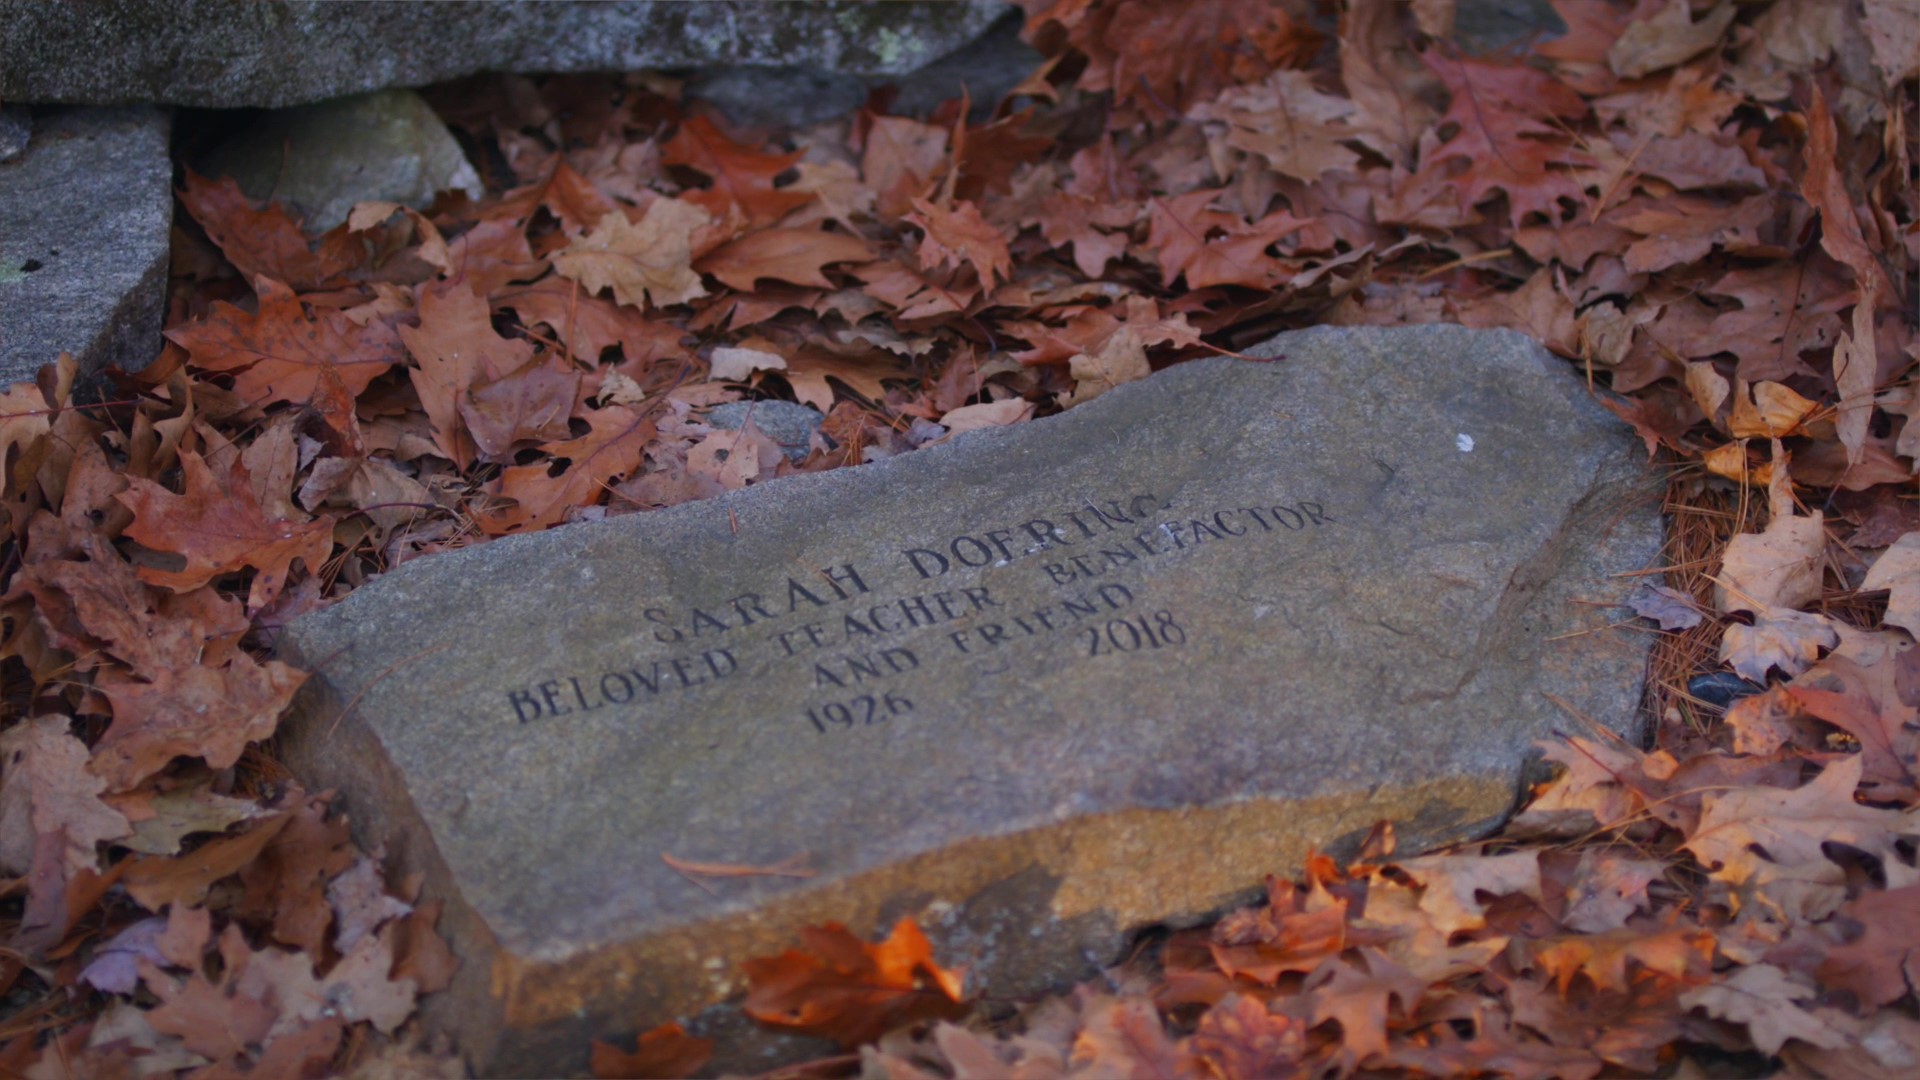 SARAH DOERING
BELOVED TEACHER BENEFACTOR
AND FRIEND
1926 2018